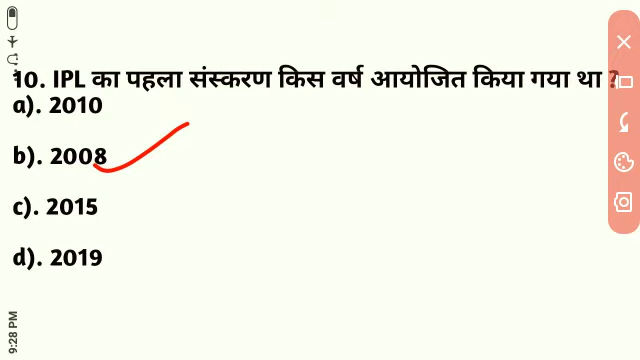 10. IPL का पहला संस्करण किस वर्ष आयोजित किया गया था ?
a). 2010
b). 2008
c). 2015
d). 2019
9:28 PM